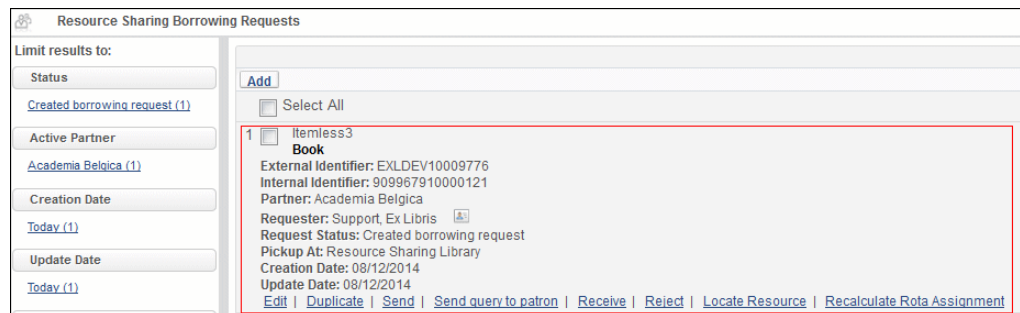 Resource Sharing Borrowing Requests
Limit results to:
Status
Created borrowing request (1)
Active Partner
Academia Belgica (1)
Creation Date
Today (1)
Update Date
Today (1)
Add
Select All
1 Itemless3
Book
External Identifier: EXLDEV10009776
Internal Identifier: 909967910000121
Partner: Academia Belgica
Requester: Support, Ex Libris
Request Status: Created borrowing request
Pickup At: Resource Sharing Library
Creation Date: 08/12/2014
Update Date: 08/12/2014
Edit | Duplicate | Send | Send query to patron | Receive | Reject | Locate Resource | Recalculate Rota Assignment